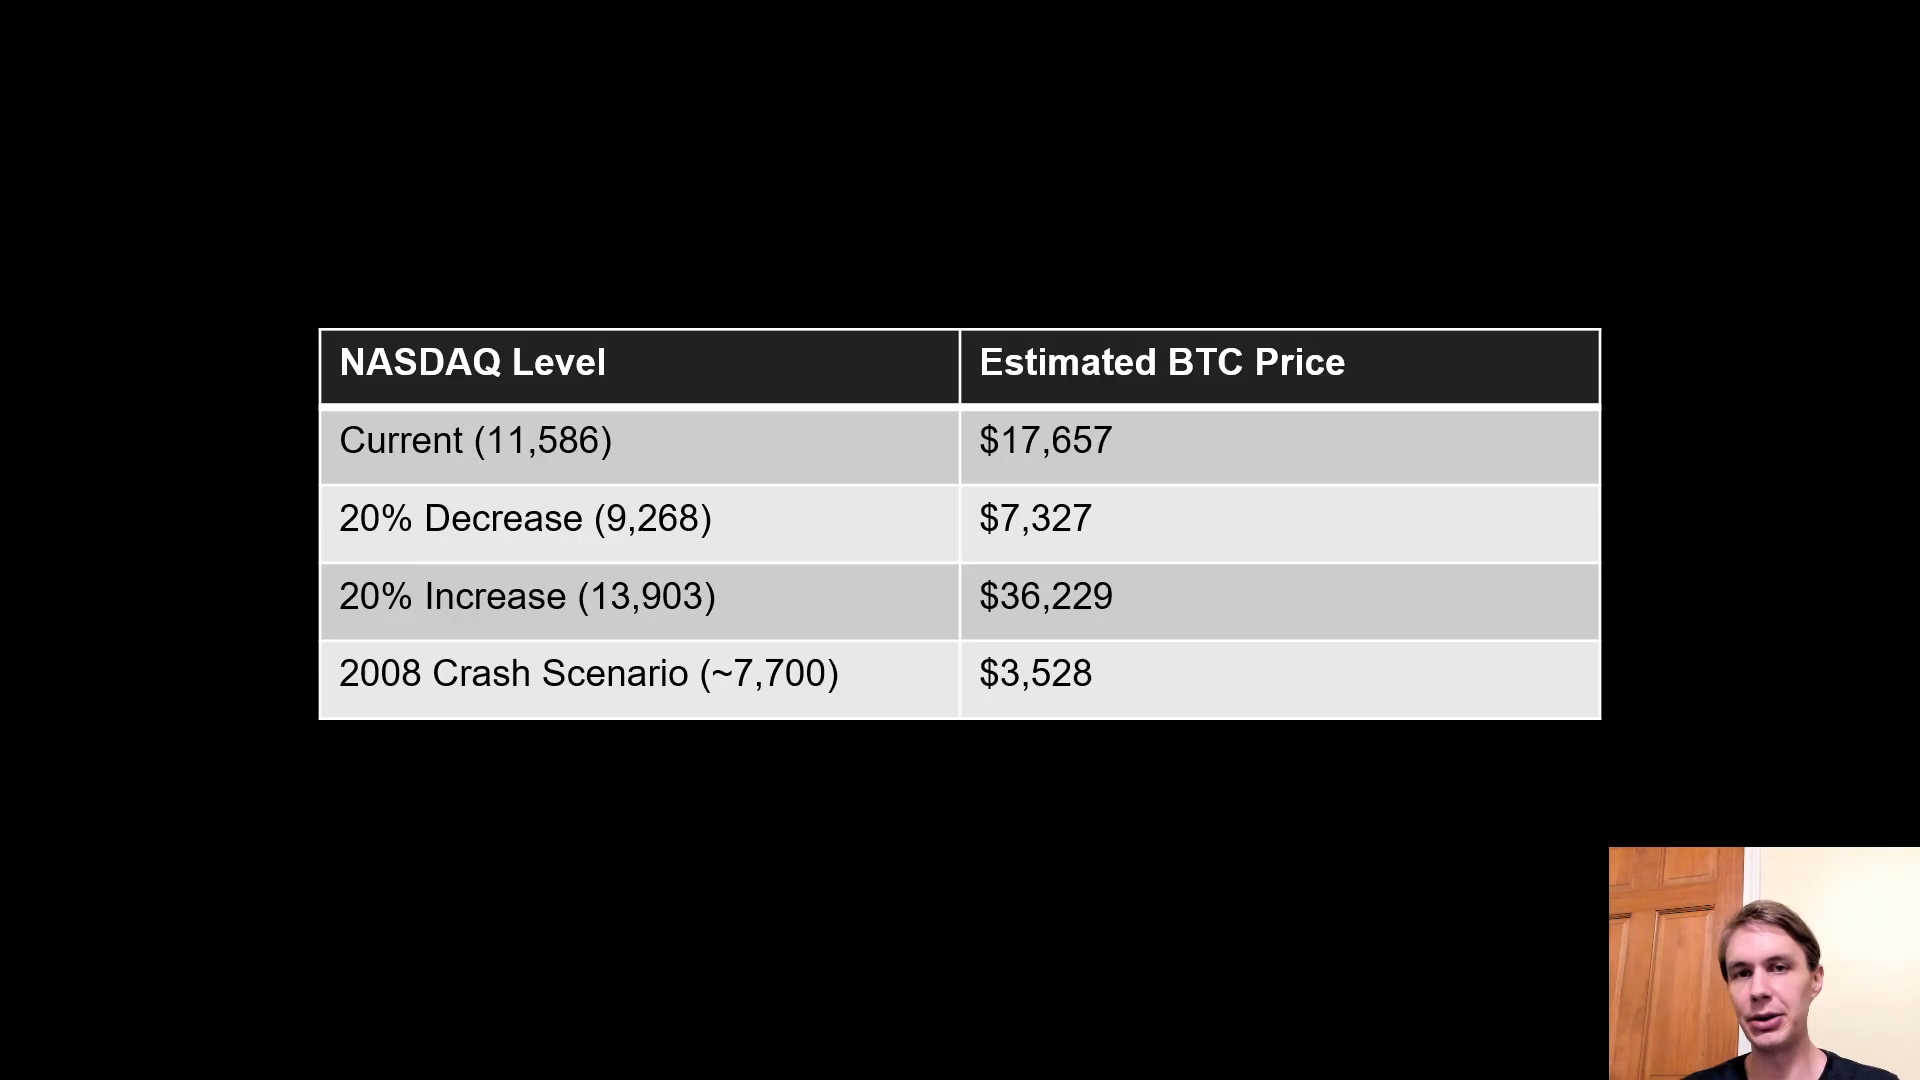 NASDAQ Level Estimated BTC Price
Current (11,586) $17,657
20% Decrease (9,268) $7,327
20% Increase (13,903) $36,229
2008 Crash Scenario (~7,700) $3,528